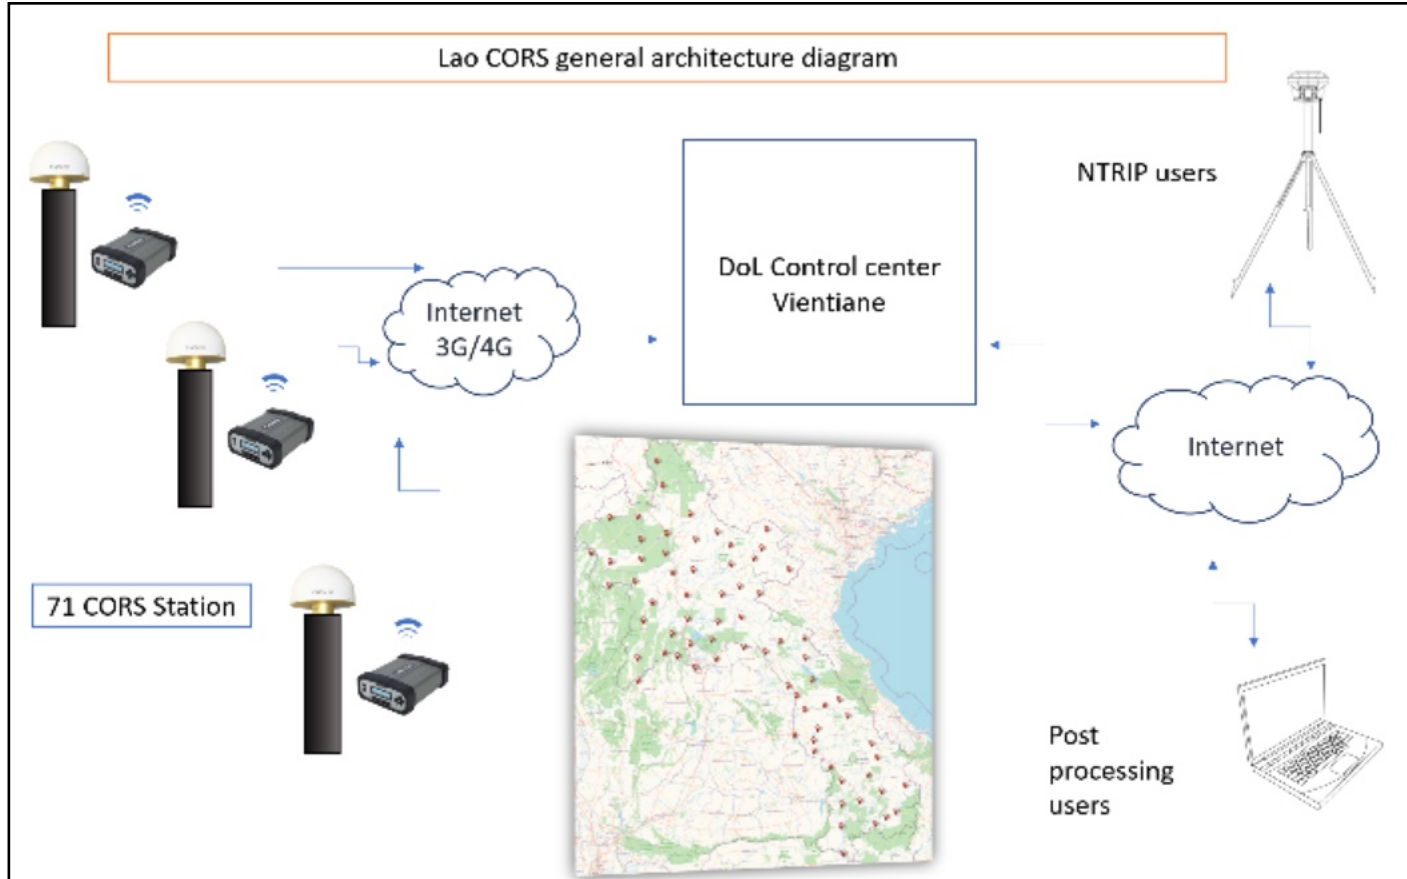 Lao CORS general architecture diagram
NTRIP users
DoL Control center
Vientiane
Internet
3G/4G
Internet
71 CORS Station
Post
processing
users